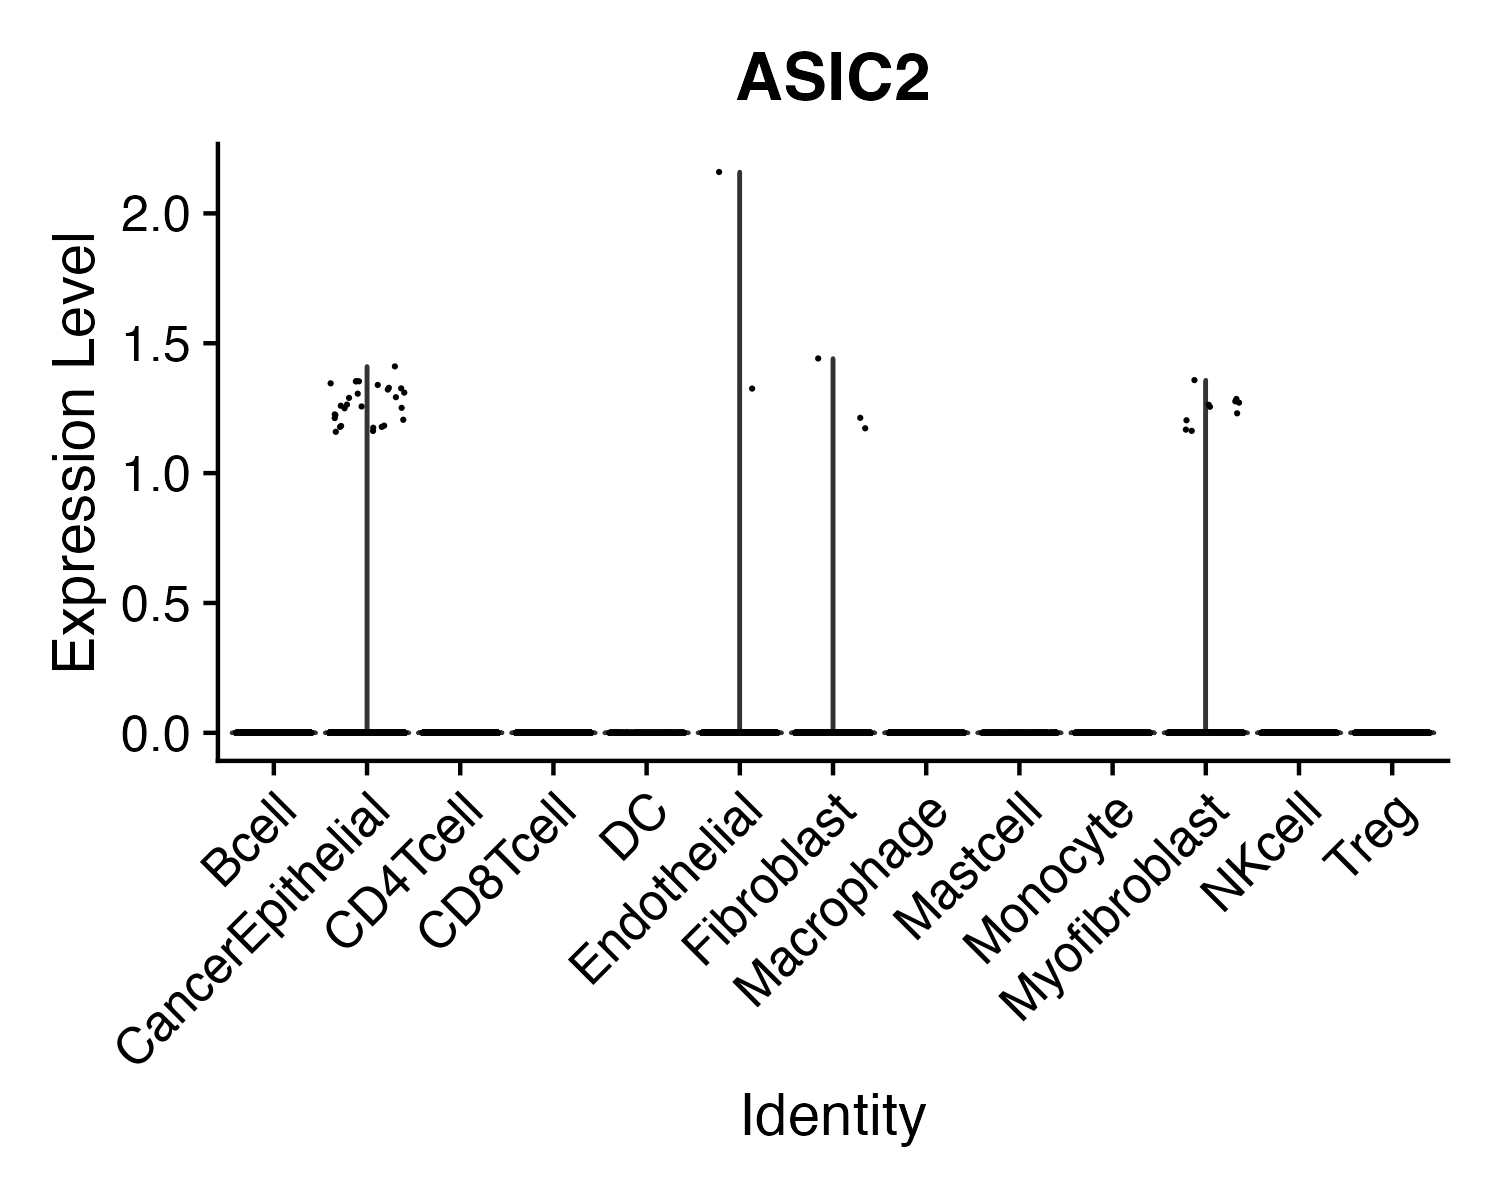 ASIC2
Expression Level
2.0
1.5
1.0
0.5
0.0
Bcell
CancerEpithelial
CD4Tcell
CD8Tcell
DC
Endothelial
Fibroblast
Macrophage
Mastcell
Monocyte
Myofibroblast
NKcell
Treg
Identity